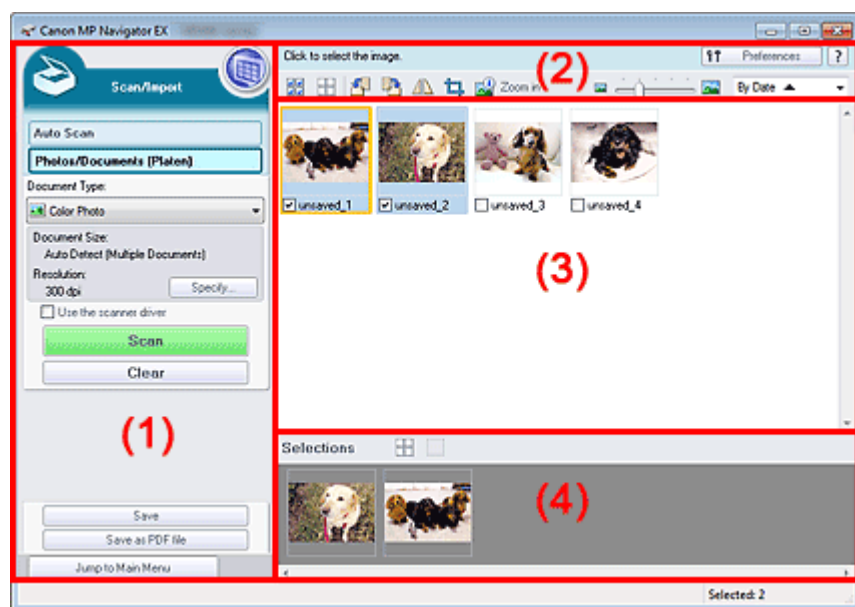 Canon MP Navigator EX
Scan/Import
Auto Scan
Photos/Documents (Platen)
Document Type:
Color Photo
Document Size:
Auto Detect (Multiple Documents)
Resolution:
300 dpi
Specify...
Use the scanner driver
Scan
Clear
(1)
Save
Save as PDF file
Jump to Main Menu
Click to select the image.
(2)
Preferences
?
Zoom in
By Date
unsaved_1
unsaved_2
unsaved_3
unsaved_4
(3)
Selections
(4)
Selected: 2